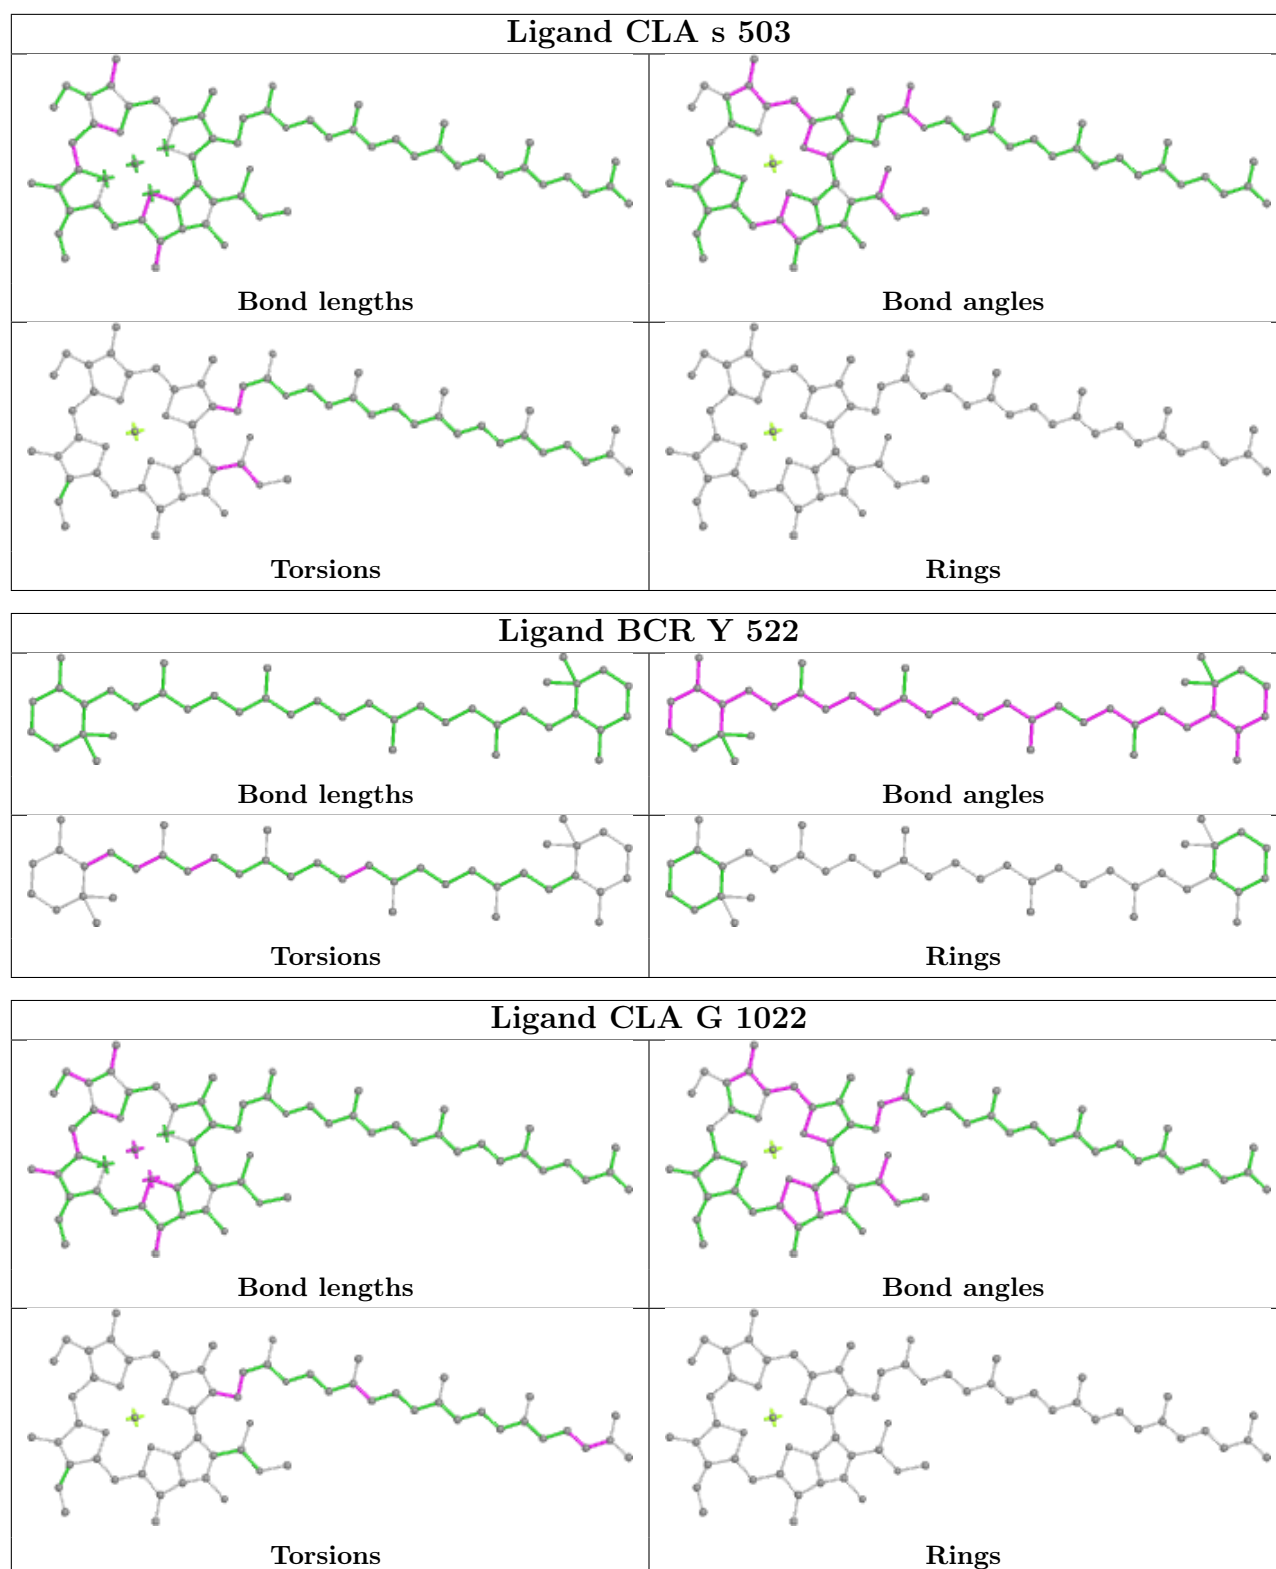 Ligand CLA s 503
Bond lengths
Bond angles
Torsions
Rings
Ligand BCR Y 522
Bond lengths
Bond angles
Torsions
Rings
Ligand CLA G 1022
Bond lengths
Bond angles
Torsions
Rings